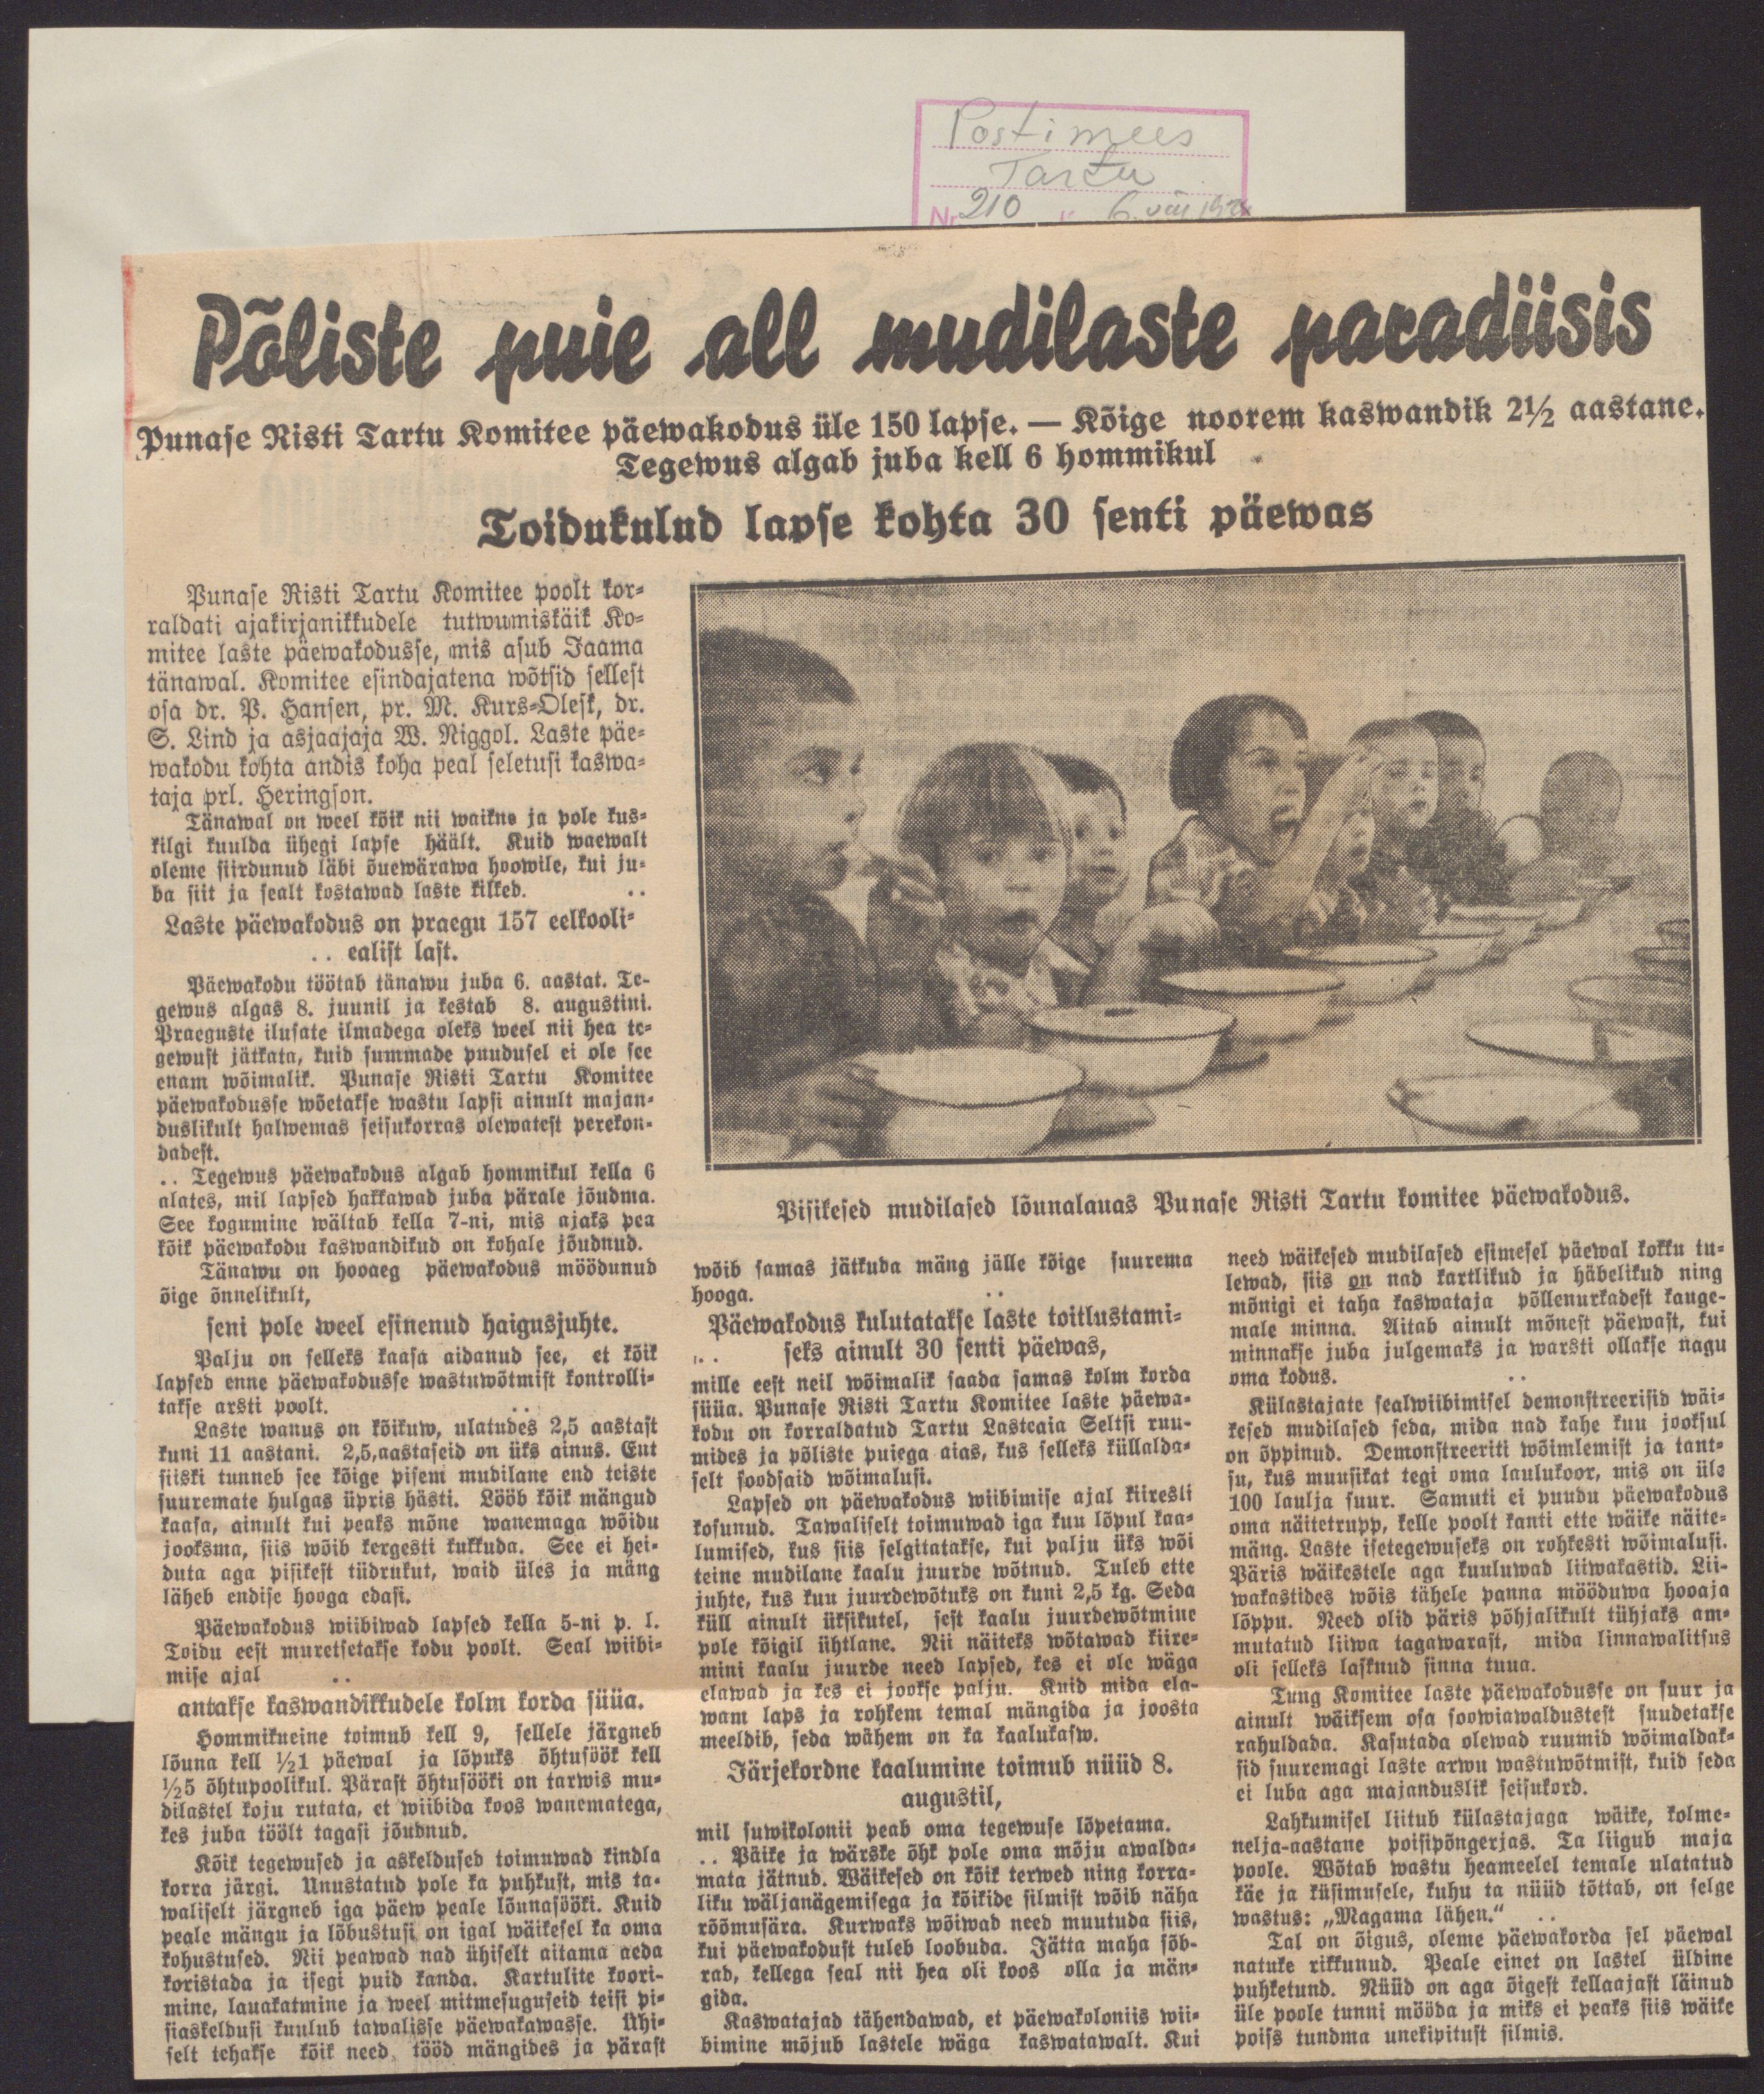 Postimees
Tartu
Nr 210
Põliste puie all mudilaste paradiisis
Punase Risti Tartu Komitee päewakodus üle 150 lapse. — Kõige noorem kaswandik 2½ aastane.
Tegewus algab juba kell 6 hommikul
Toidukulud lapse kohta 30 senti päewas
Punase Risti Tartu Komitee poolt kor-
raldati ajakirjanikkudele tutwumiskäik Ko-
mitee laste päewakodusse, mis asub Jaama
tänawal. Komitee esindajatena wõtsid sellest
osa dr. P. Hansen, pr. M. Kurs-Olesk, dr.
S. Lind ja asjaajaja W. Niggol. Laste päe-
wakodu kohta andis koha peal seletusi kaswa-
taja prl. Heringson.
Tänawal on weel kõik nii waikne ja pole kus-
kilgi kuulda ühegi lapse häält. Kuid waewalt
oleme siirdunud läbi õuewärawa hoowile, kui ju-
ba siit ja sealt kostawad laste kilked.
Laste päewakodus on praegu 157 eelkooli-
ealist last.
Päewakodu töötab tänawu juba 6. aastat. Te-
gewus algas 8. juunil ja kestab 8. augustini.
Praeguste ilusate ilmadega oleks weel nii hea te-
gewust jätkata, kuid summade puudusel ei ole see
enam wõimalik. Punase Risti Tartu Komitee
päewakodusse wõetakse wastu lapsi ainult majan-
duslikult halwemas seisukorras olewatest perekon-
dadest.
.. Tegewus päewakodus algab hommikul kella 6
alates, mil lapsed hakkawad juba pärale jõudma.
See kogumine wältab kella 7-ni, mis ajaks pea
kõik päewakodu kaswandikud on kohale jõudnud.
Tänawu on hooaeg päewakodus möödunud
õige õnnelikult,
seni pole weel esinenud haigusjuhte.
Palju on selleks kaasa aidanud see, et kõik
lapsed enne päewakodusse wastuwõtmist kontrolli-
takse arsti poolt.
Laste wanus on kõikuw, ulatudes 2,5 aastast
kuni 11 aastani. 2,5,aastaseid on üks ainus. Ent
siiski tunneb see kõige pisem mudilane end teiste
suuremate hulgas üpris hästi. Lööb kõik mängud
kaasa, ainult kui peaks mõne wanemaga wõidu
jooksma, siis wõib kergesti kukkuda. See ei hei-
duta aga pisikest tüdrukut, waid üles ja mäng
läheb endise hooga edasi.
Päewakodus wiibiwad lapsed kella 5-ni p. l.
Toidu eest muretsetakse kodu poolt. Seal wiibi-
mise ajal
antakse kaswandikkudele kolm korda süüa.
Hommikueine toimub kell 9, sellele järgneb
lõuna kell ½1 päewal ja lõpuks õhtusöök kell
½5 õhtupoolikul. Pärast õhtusööki on tarwis mu-
dilastel koju rutata, et wiibida koos wanematega,
kes juba töölt tagasi jõudnud.
Kõik tegewused ja askeldused toimuwad kindla
korra järgi. Unustatud pole ka puhkust, mis ta-
waliselt järgneb iga päew peale lõunasööki. Kuid
peale mängu ja lõbustusi on igal wäikesel ka oma
kohustused. Nii peawad nad ühiselt aitama aeda
koristada ja isegi puid kanda. Kartulite koori-
mine, lauakatmine ja weel mitmesuguseid teisi pi-
siaskeldusi kuulub tawalisse päewakawasse. Ühi-
selt tehakse kõik need tööd mängides ja pärast
Pisikesed mudilased lõunalauas Punase Risti Tartu komitee päewakodus.
wõib samas jätkuda mäng jälle kõige suurema
hooga.
Päewakodus kulutatakse laste toitlustami-
seks ainult 30 senti päewas,
mille eest neil wõimalik saada samas kolm korda
süüa. Punase Risti Tartu Komitee laste päewa-
kodu on korraldatud Tartu Lasteaia Seltsi ruu-
mides ja põliste puiega aias, kus selleks küllalda-
selt soodsaid wõimalusi.
Lapsed on päewakodus wiibimise ajal kiiresti
kosunud. Tawaliselt toimuwad iga kuu lõpul kaa-
lumised, kus siis selgitatakse, kui palju üks wõi
teine mudilane kaalu juurde wõtnud. Tuleb ette
juhte, kus kuu juurdewõtuks on kuni 2,5 kg. Seda
küll ainult üksikutel, sest kaalu juurdewõtmine
pole kõigil ühtlane. Nii näiteks wõtawad kiire-
mini kaalu juurde need lapsed, kes ei ole wäga
elawad ja kes ei jookse palju. Kuid mida ela-
wam laps ja rohkem temal mängida ja joosta
meeldib, seda wähem on ka kaalukasw.
Järjekordne kaalumine toimub nüüd 8.
augustil,
mil suwikolonii peab oma tegewuse lõpetama.
.. Päike ja wärske õhk pole oma mõju awalda-
mata jätnud. Wäikesed on kõik terwed ning korra-
liku wäljanägemisega ja kõikide silmist wõib näha
rõõmusära. Kurwaks wõiwad need muutuda siis,
kui päewakodust tuleb loobuda. Jätta maha sõb-
rad, kellega seal nii hea oli koos olla ja män-
gida.
Kaswatajad tähendawad, et päewakoloniis wii-
bimine mõjub lastele wäga kaswatawalt. Kui
need wäikesed mudilased esimesel päewal kokku tu-
lewad, siis on nad kartlikud ja häbelikud ning
mõnigi ei taha kaswataja põllenurkadest kauge-
male minna. Aitab ainult mõnest päewast, kui
minnakse juba julgemaks ja warsti ollakse nagu
oma kodus.
Külastajate sealwiibimisel demonstreerisid wäi-
kesed mudilased seda, mida nad kahe kuu jooksul
on õppinud. Demonstreeriti wõimlemist ja tant-
su, kus muusikat tegi oma laulukoor, mis on üle
100 laulja suur. Samuti ei puudu päewakodus
oma näitetrupp, kelle poolt kanti ette wäike näite-
mäng. Laste isetegewuseks on rohkesti wõimalusi.
Päris wäikestele aga kuuluwad liiwakastid. Lii-
wakastides wõis tähele panna mööduwa hooaja
lõppu. Need olid päris põhjalikult tühjaks am-
mutatud liiwa tagawarast, mida linnawalitsus
oli selleks lasknud sinna tuua.
Tung Komitee laste päewakodusse on suur ja
ainult wäiksem osa soowiawaldustest suudetakse
rahuldada. Kasutada olewad ruumid wõimaldak-
sid suuremagi laste arwu wastuwõtmist, kuid seda
ei luba aga majanduslik seisukord.
Lahkumisel liitub külastajaga wäike, kolme-
nelja-aastane poisipõngerjas. Ta liigub maja
poole. Wõtab wastu heameelel temale ulatatud
käe ja küsimusele, kuhu ta nüüd tõttab, on selge
wastus: „Magama lähen.“
Tal on õigus, oleme päewakorda sel päewal
natuke rikkunud. Peale einet on lastel üldine
puhketund. Nüüd on aga õigest kellaajast läinud
üle poole tunni mööda ja miks ei peaks siis wäike
poiss tundma unekipitust silmis.